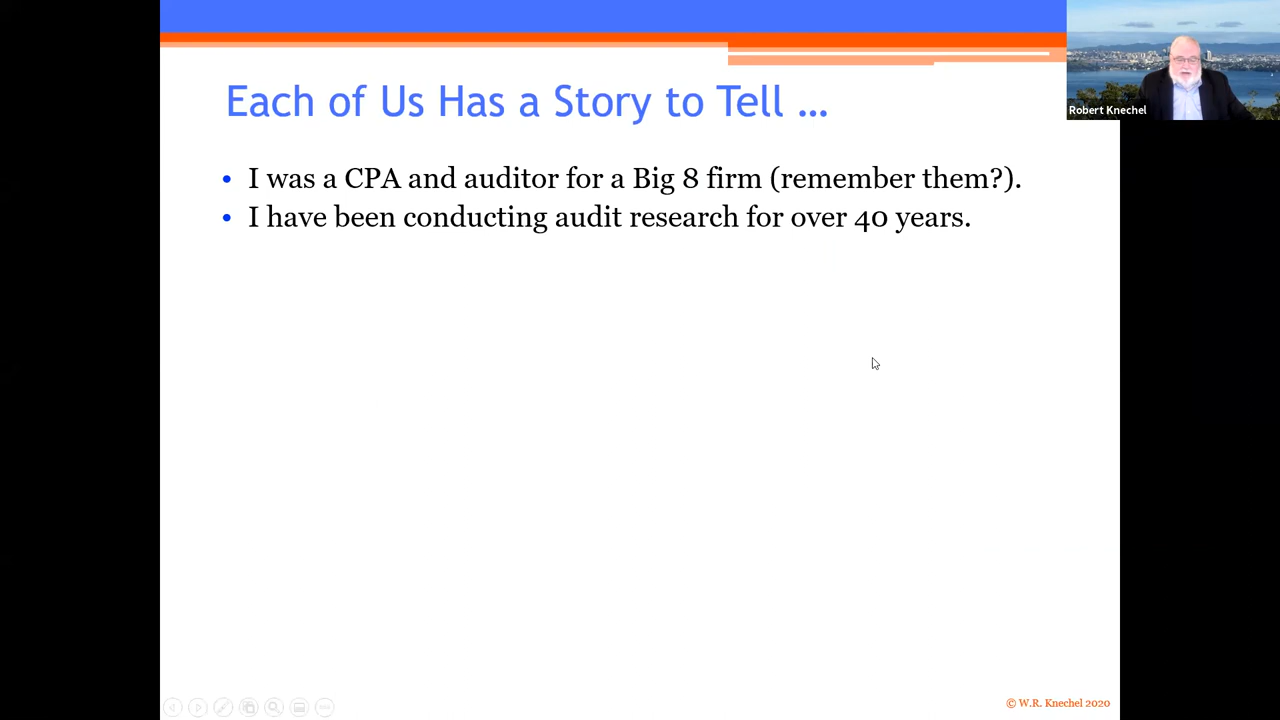 Each of Us Has a Story to Tell …
• I was a CPA and auditor for a Big 8 firm (remember them?).
• I have been conducting audit research for over 40 years.
Robert Knechel
© W.R. Knechel 2020